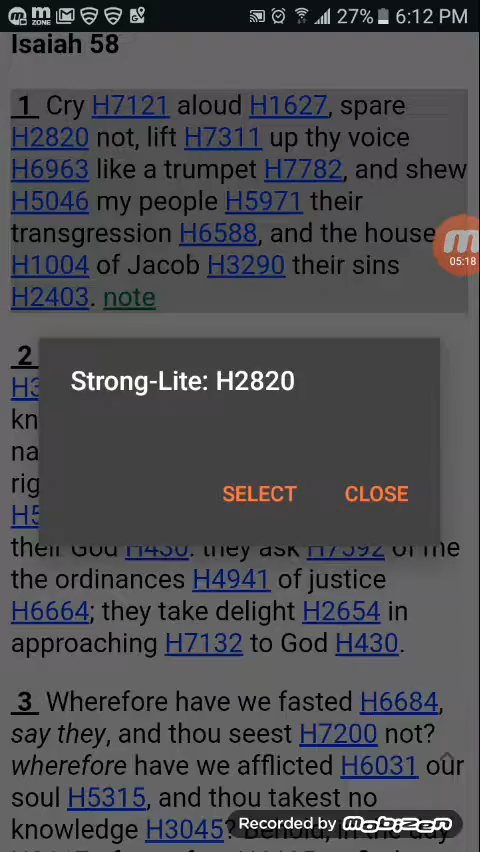 m ZONE 27% 6:12 PM
Isaiah 58
1 Cry H7121 aloud H1627, spare
H2820 not, lift H7311 up thy voice
H6963 like a trumpet H7782, and shew
H5046 my people H5971 their
transgression H6588, and the house
H1004 of Jacob H3290 their sins
H2403. note
05:18
2
Strong-Lite: H2820
SELECT CLOSE
their God H430: they ask H7592 of me
the ordinances H4941 of justice
H6664; they take delight H2654 in
approaching H7132 to God H430.
3 Wherefore have we fasted H6684,
say they, and thou seest H7200 not?
wherefore have we afflicted H6031 our
soul H5315, and thou takest no
knowledge H3045? Behold, in the day
Recorded by mobizen